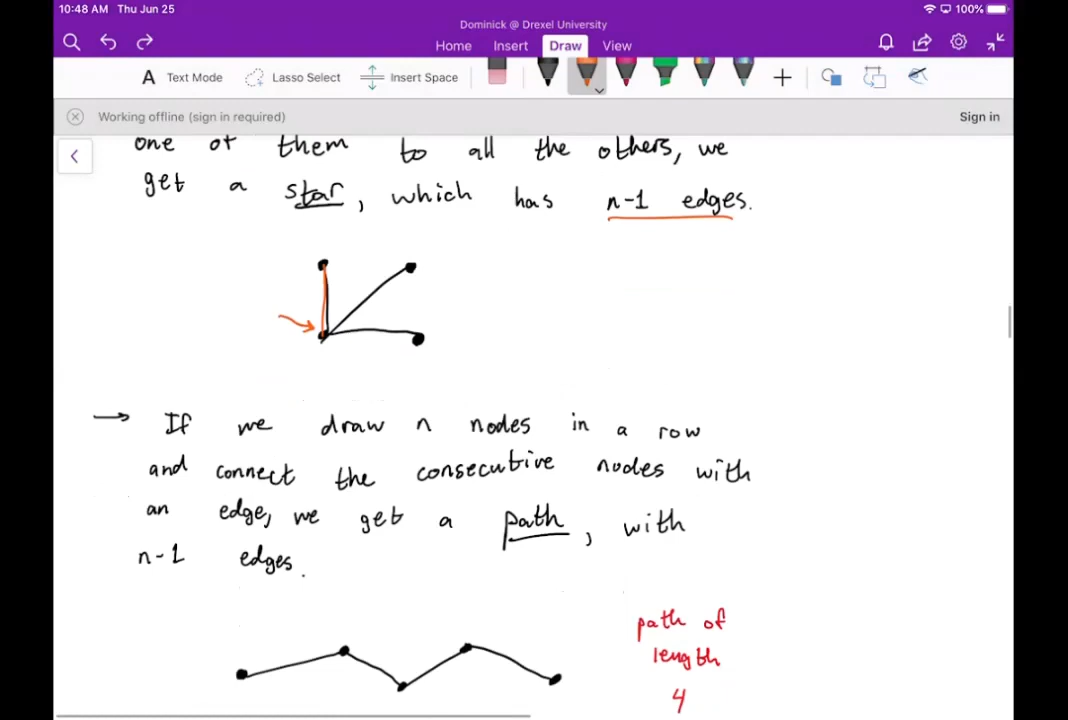 10:48 AM Thu Jun 25
100%
Dominick @ Drexel University
Home Insert Draw View
A Text Mode Lasso Select Insert Space
Working offline (sign in required) Sign in
one of them to all the others, we
get a star, which has n-1 edges.
→ If we draw n nodes in a row
and connect the consecutive nodes with
an edge, we get a path, with
n-1 edges.
path of
length
4